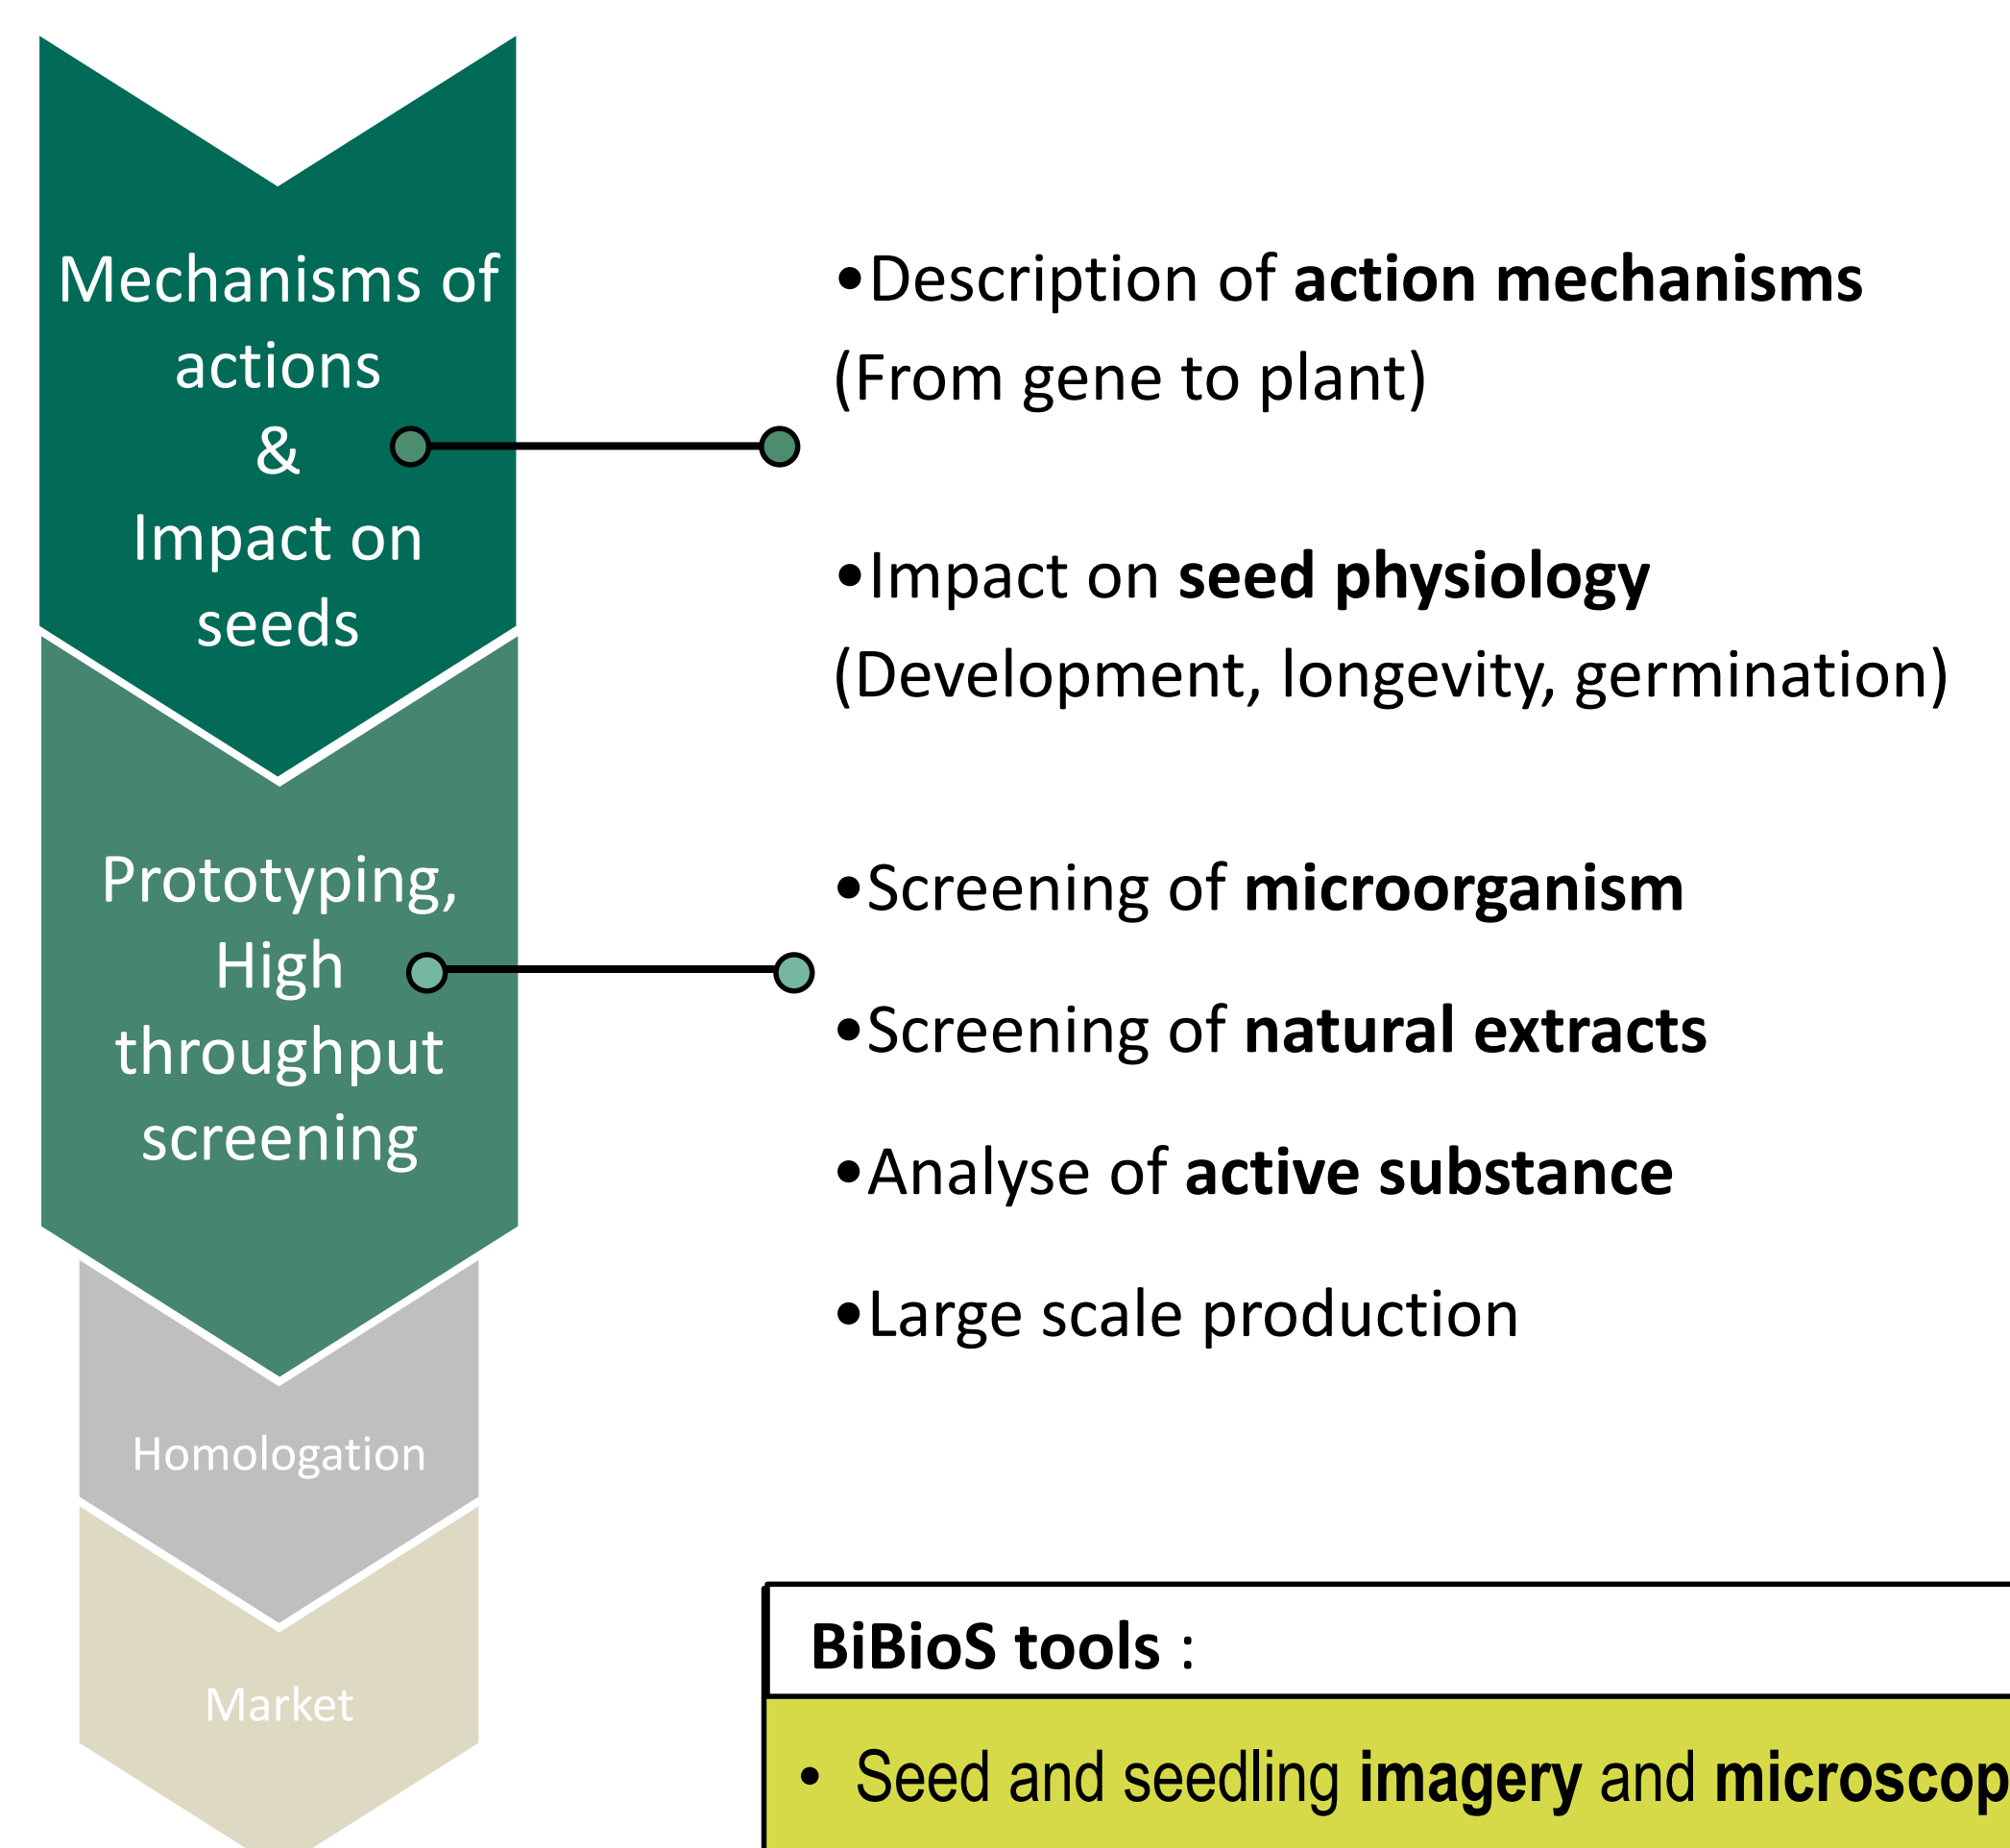 Mechanisms of
actions
&
Impact on
seeds
•Description of action mechanisms
(From gene to plant)
•Impact on seed physiology
(Development, longevity, germination)
Prototyping,
High
throughput
screening
•Screening of microorganism
•Screening of natural extracts
•Analyse of active substance
•Large scale production
Homologation
Market
BiBioS tools :
• Seed and seedling imagery and microscop